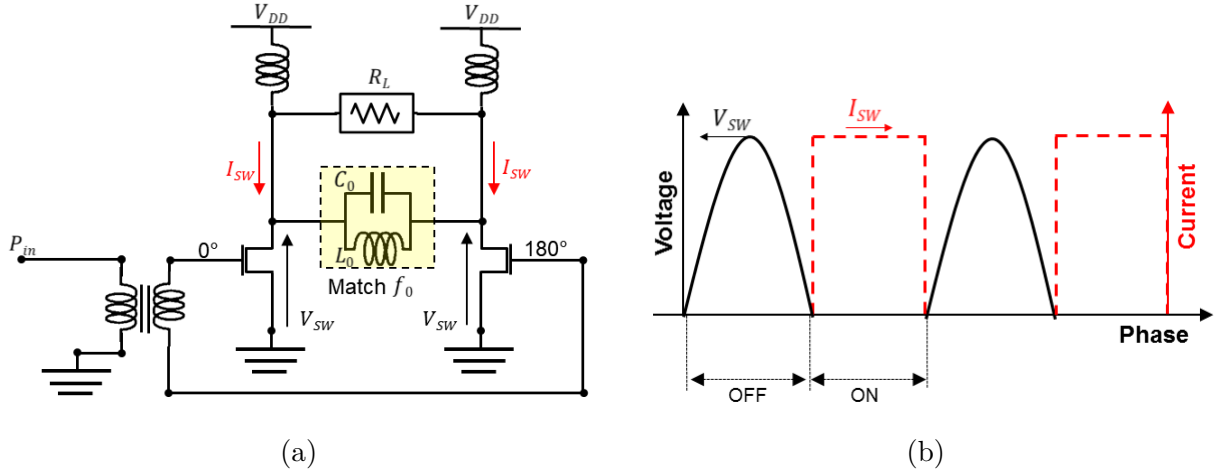 V_DD
V_DD
R_L
I_SW
I_SW
C_0
L_0
Match f_0
P_in
0°
180°
V_SW
V_SW
(a)
V_SW
I_SW
Voltage
Current
Phase
OFF
ON
(b)